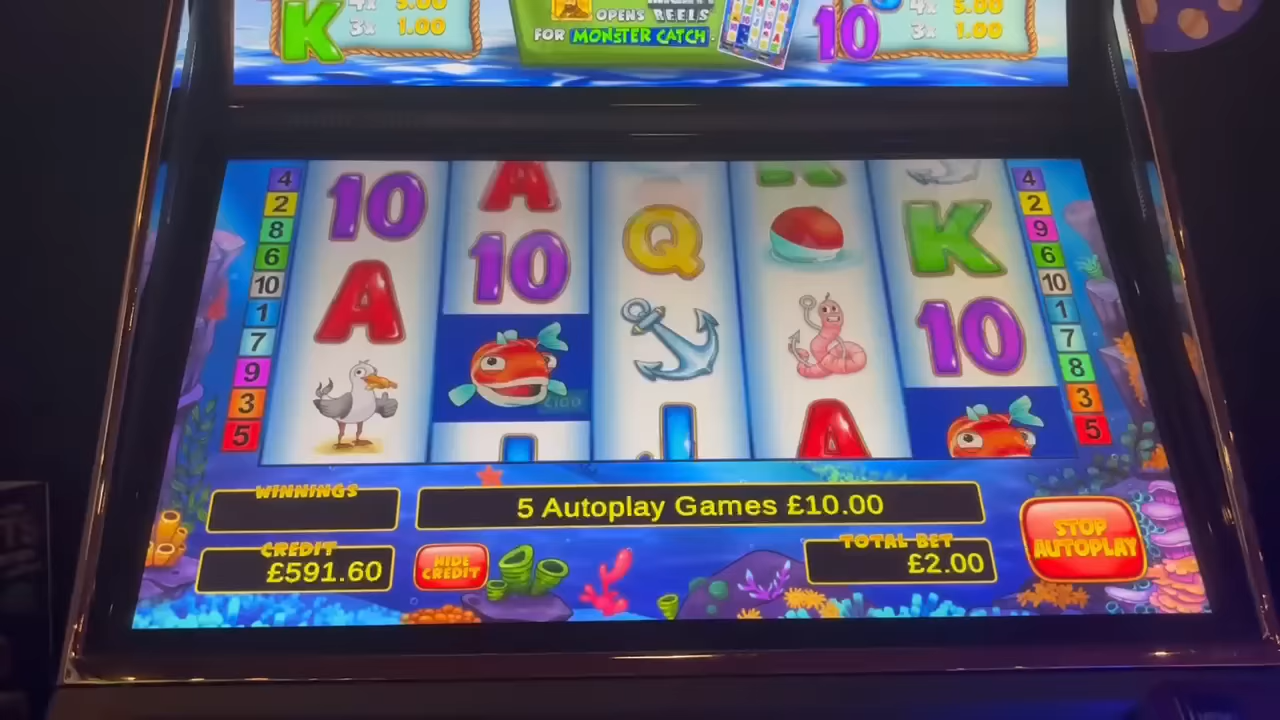 K
4x 5.00
3x 1.00
OPENS REELS
FOR MONSTER CATCH
10
4x 5.00
3x 1.00
4
2
8
6
10
1
7
9
3
5
10
A
A
10
J
Q
J
K
A
K
10
4
2
9
6
10
1
7
8
3
5
WINNINGS
5 Autoplay Games £10.00
CREDIT
£591.60
HIDE
CREDIT
TOTAL BET
£2.00
STOP
AUTOPLAY